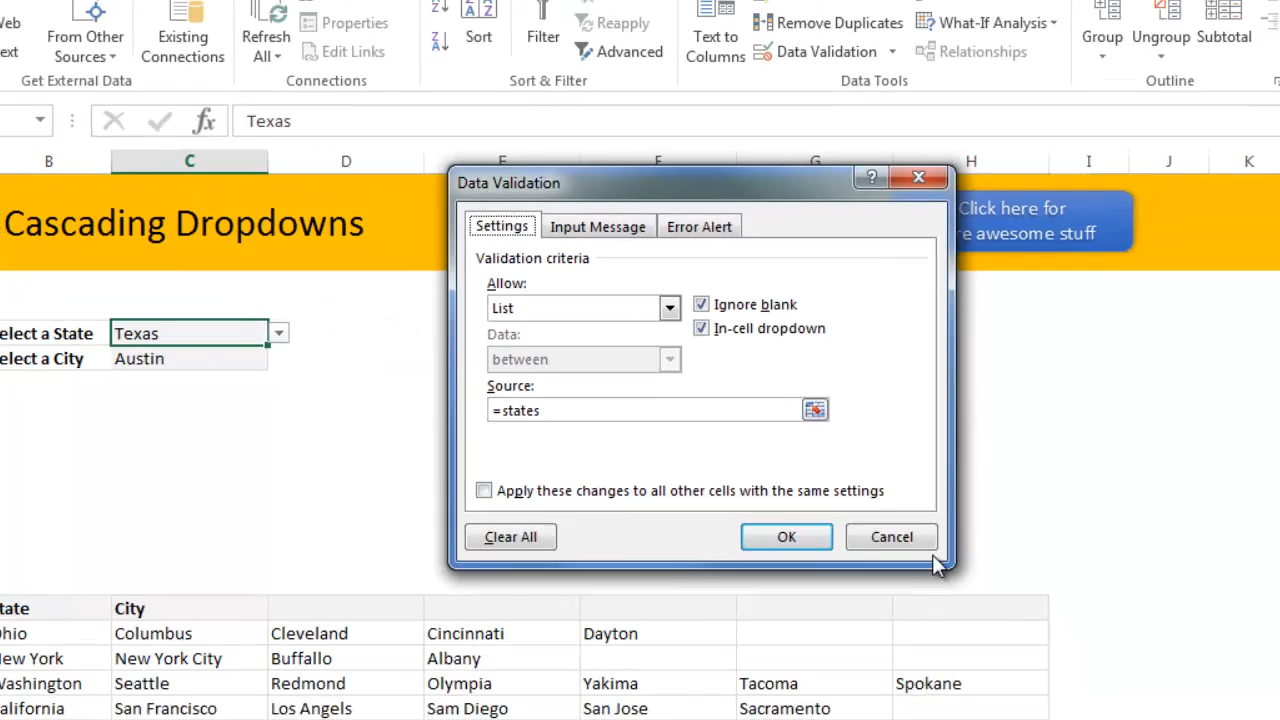 From Other Sources
Existing Connections
Refresh All
Properties
Edit Links
Sort
Filter
Reapply
Advanced
Text to Columns
Remove Duplicates
Data Validation
What-If Analysis
Relationships
Group
Ungroup
Subtotal
Get External Data
Connections
Sort & Filter
Data Tools
Outline
fx
Texas
B C D E F G H I J K
Cascading Dropdowns
Click here for
re awesome stuff
elect a State Texas
elect a City Austin
Data Validation
?
Settings Input Message Error Alert
Validation criteria
Allow:
List
Ignore blank
In-cell dropdown
Data:
between
Source:
=states
Apply these changes to all other cells with the same settings
Clear All OK Cancel
tate City
hio Columbus Cleveland Cincinnati Dayton
ew York New York City Buffallo Albany
Washington Seattle Redmond Olympia Yakima Tacoma Spokane
alifornia San Francisco Los Angels Sam Diego San Jose Sacramento